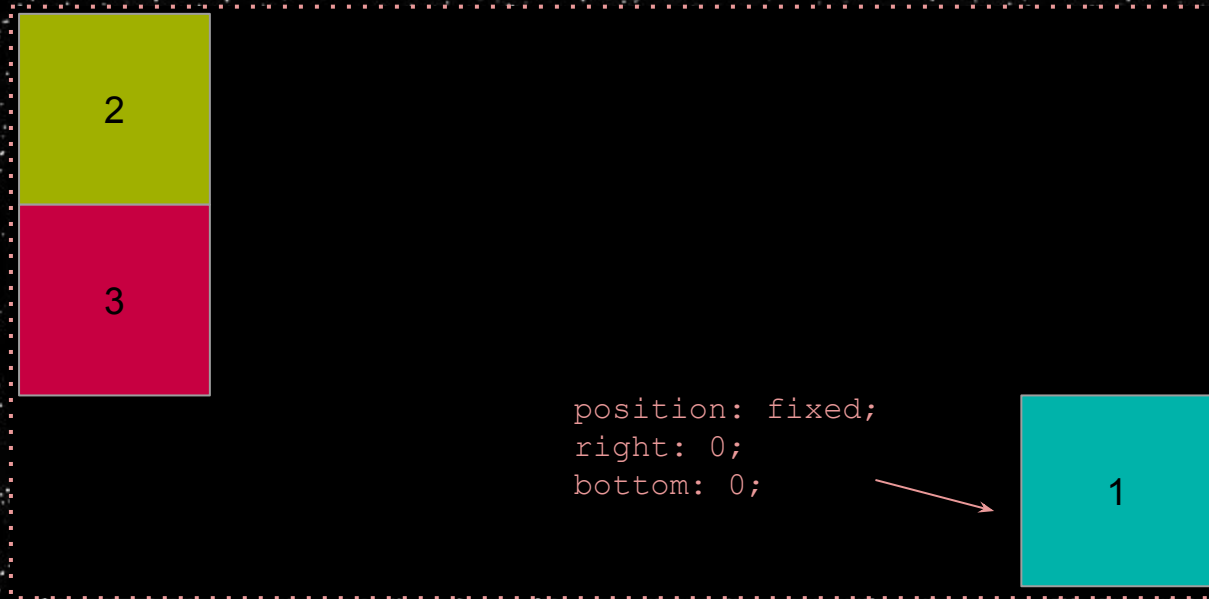 2
3
position: fixed;
right: 0;
bottom: 0;
1